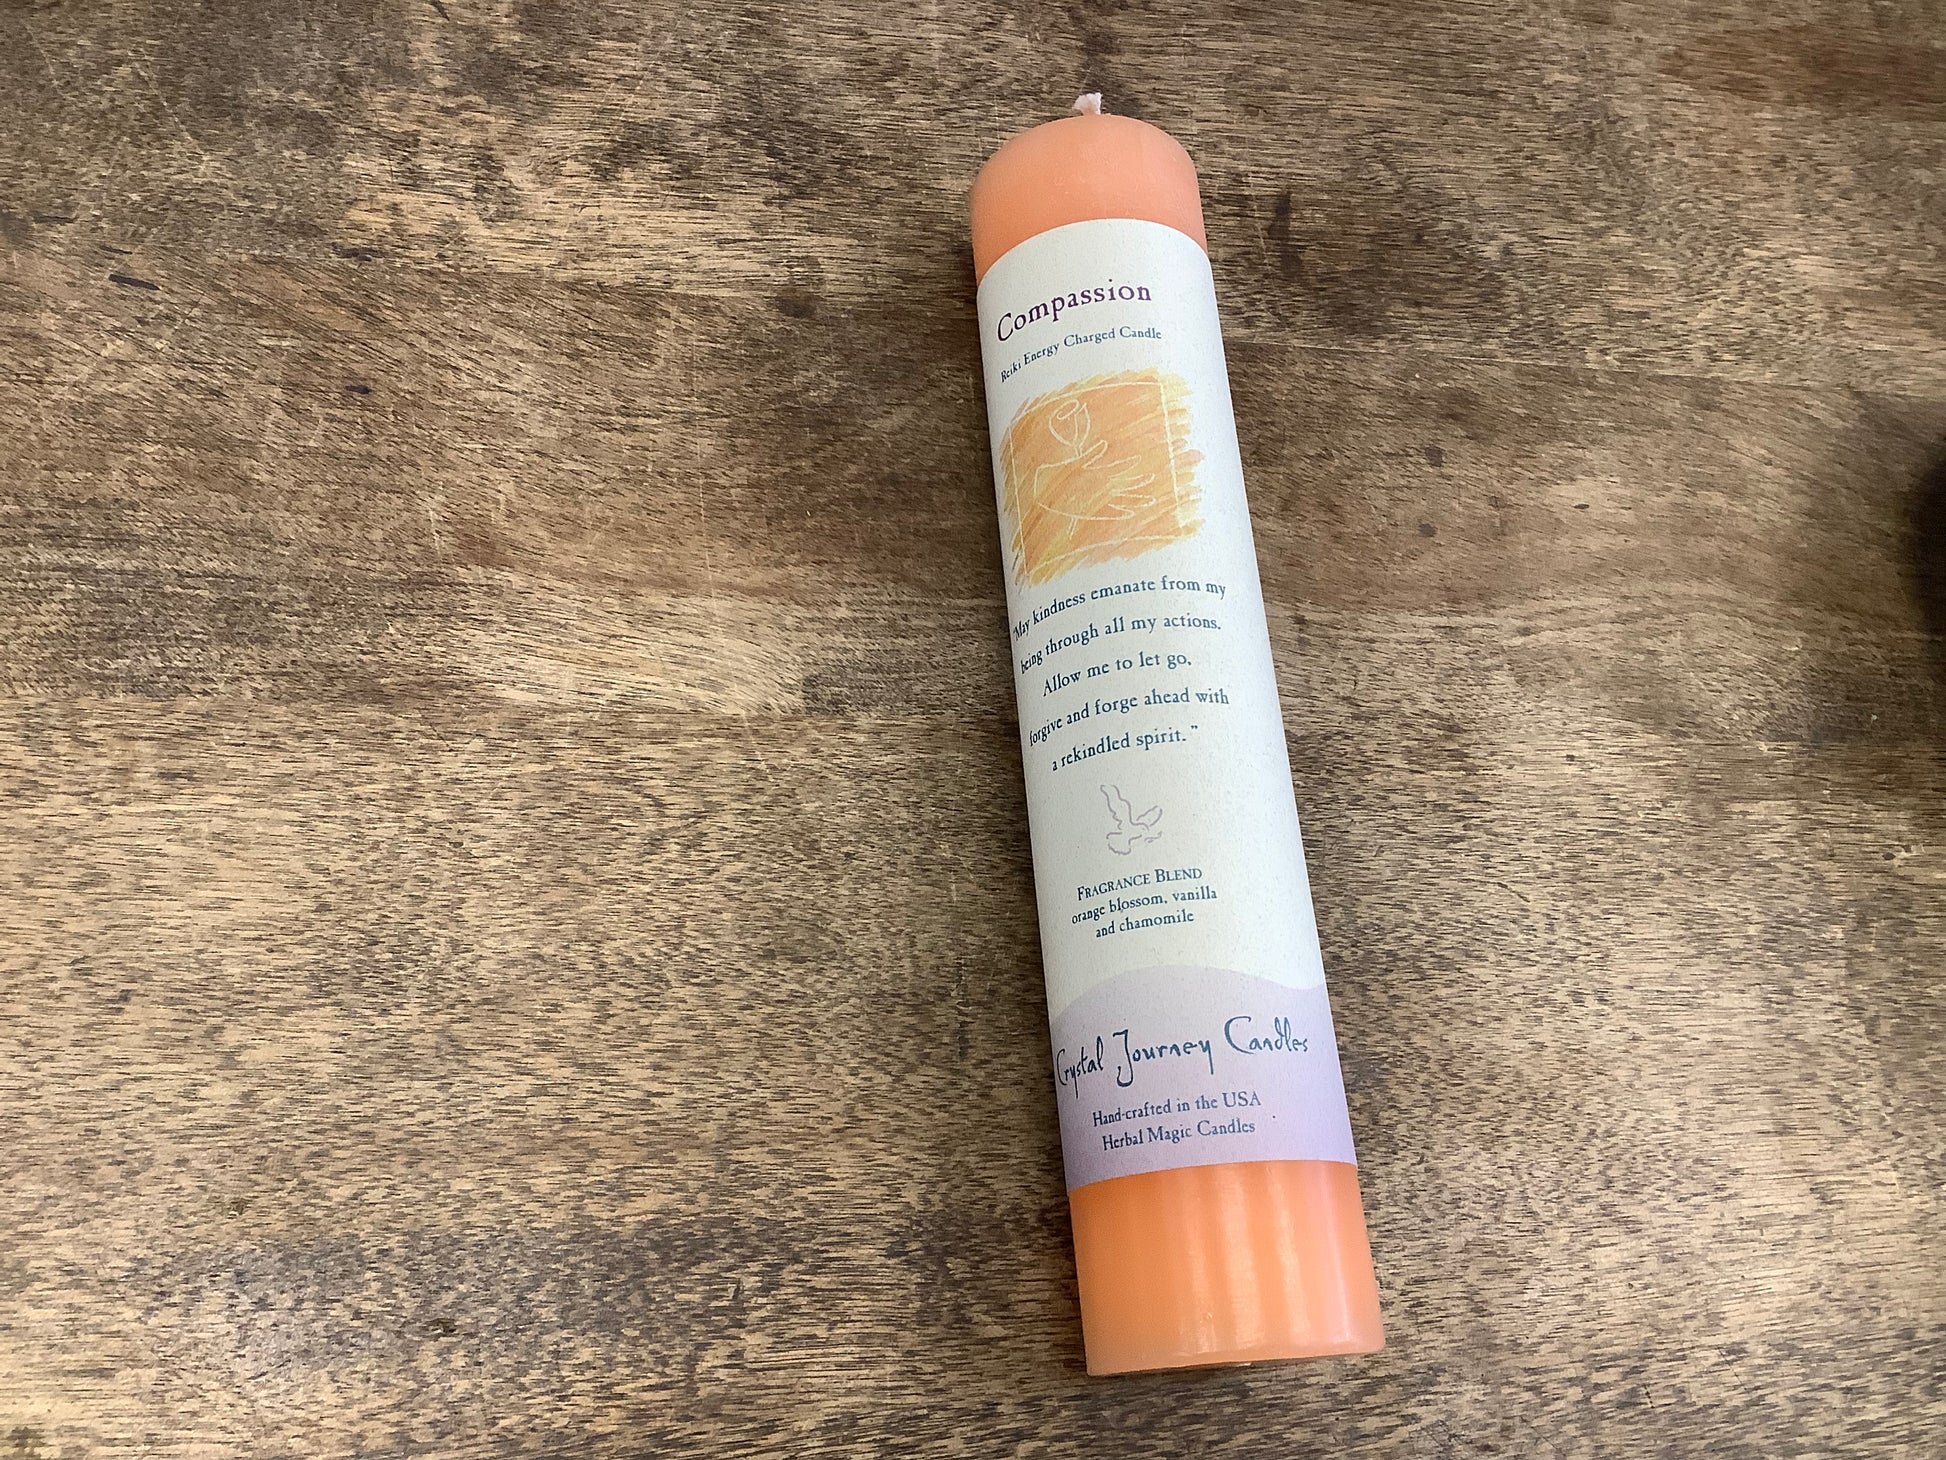 Compassion
Reiki Energy Charged Candle
"May kindness emanate from my
being through all my actions.
Allow me to let go,
forgive and forge ahead with
a rekindled spirit."
Fragrance Blend
orange blossom, vanilla
and chamomile
Crystal Journey Candles
Hand-crafted in the USA
Herbal Magic Candles